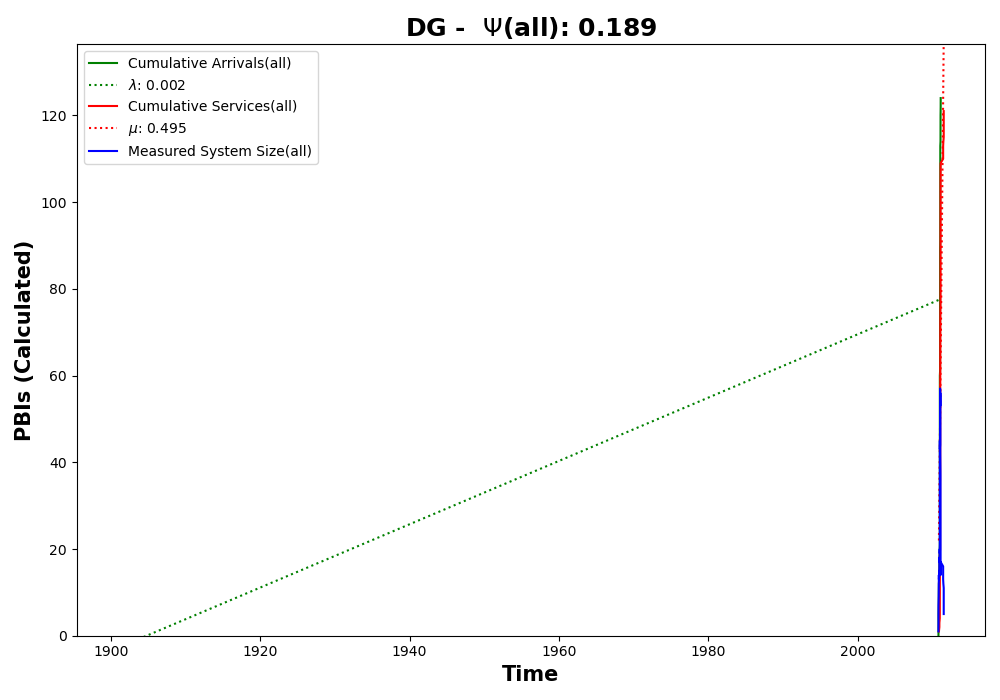 DG - Ψ(all): 0.189
Cumulative Arrivals(all)
λ: 0.002
Cumulative Services(all)
μ: 0.495
Measured System Size(all)
PBIs (Calculated)
120
100
80
60
40
20
0
1900 1920 1940 1960 1980 2000
Time